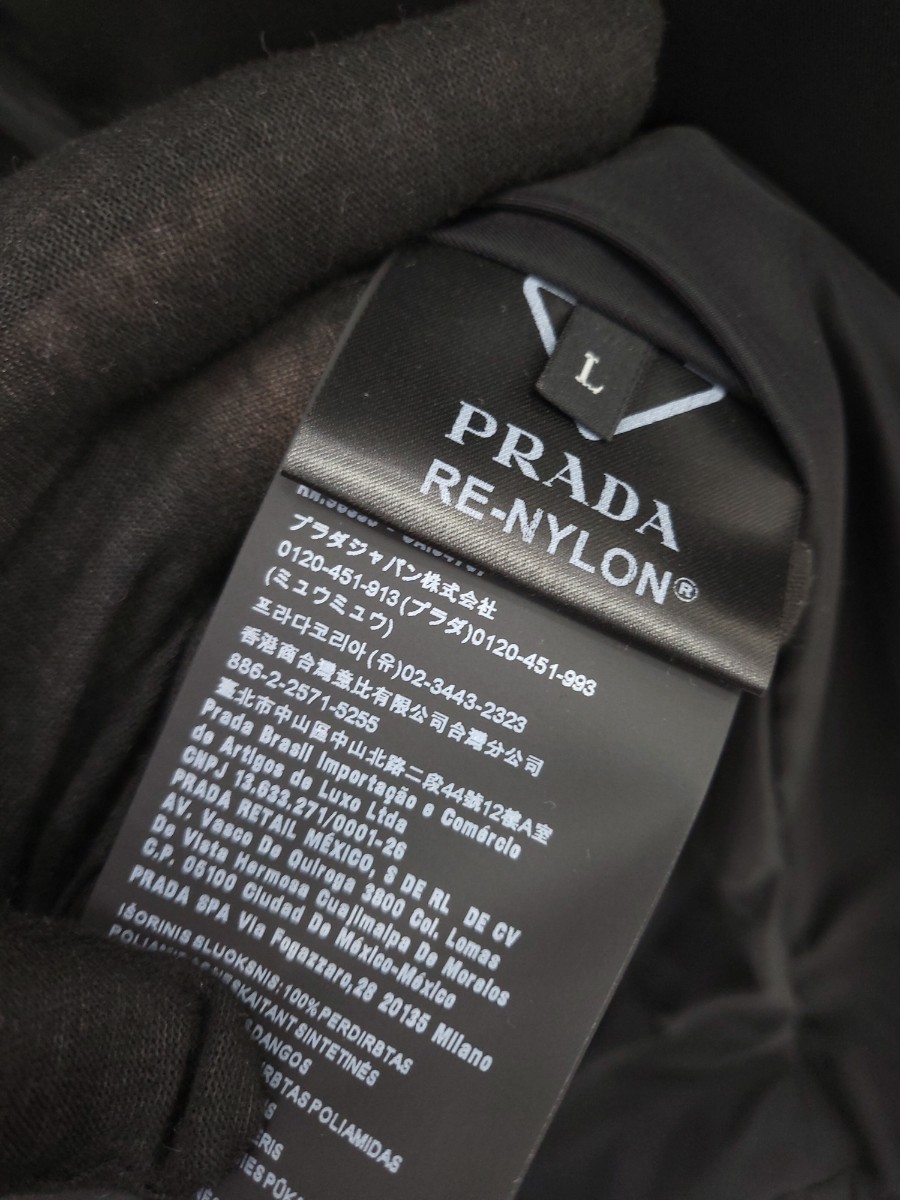 L
PRADA
RE-NYLON®
プラダジャパン株式会社
0120-451-913(プラダ)0120-451-993
(ミュウミュウ)
프라다코리아(유)02-3443-2323
香港商台灣意比有限公司台灣分公司
886-2-2571-5255
臺北市中山區中山北路二段44號12樓A室
Prada Brasil Importação e Comércio
de Artigos de Luxo Ltda
CNPJ 13.633,271/0001-26
PRADA RETAIL MÉXICO, S DE RL DE CV
AV. Vasco De Quiroga 3800 Col, Lomas
De Vista Hermosa Cuajimalpa De Morelos
C.P. 05100 Ciudad De México-México
PRADA SPA Via Fogazzaro,28 20135 Milano
IŠORINIS SLUOKSNIS:100% PERDIRBTAS